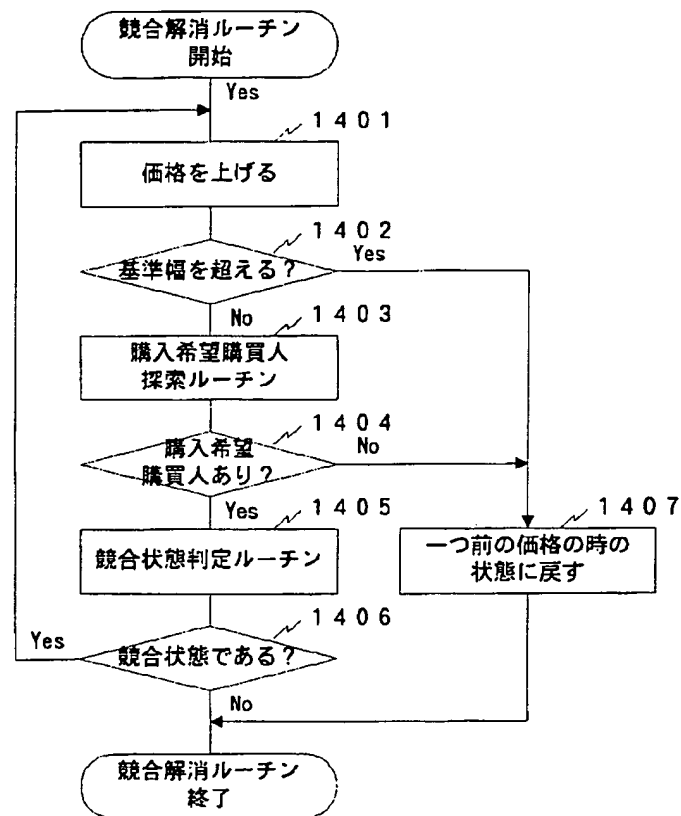 競合解消ルーチン
開始
Yes
1401
価格を上げる
1402
基準幅を超える?
Yes
No
1403
購入希望購買人
探索ルーチン
1404
購入希望
購買人あり?
No
Yes
1405
競合状態判定ルーチン
1407
一つ前の価格の時の
状態に戻す
1406
競合状態である?
Yes
No
競合解消ルーチン
終了